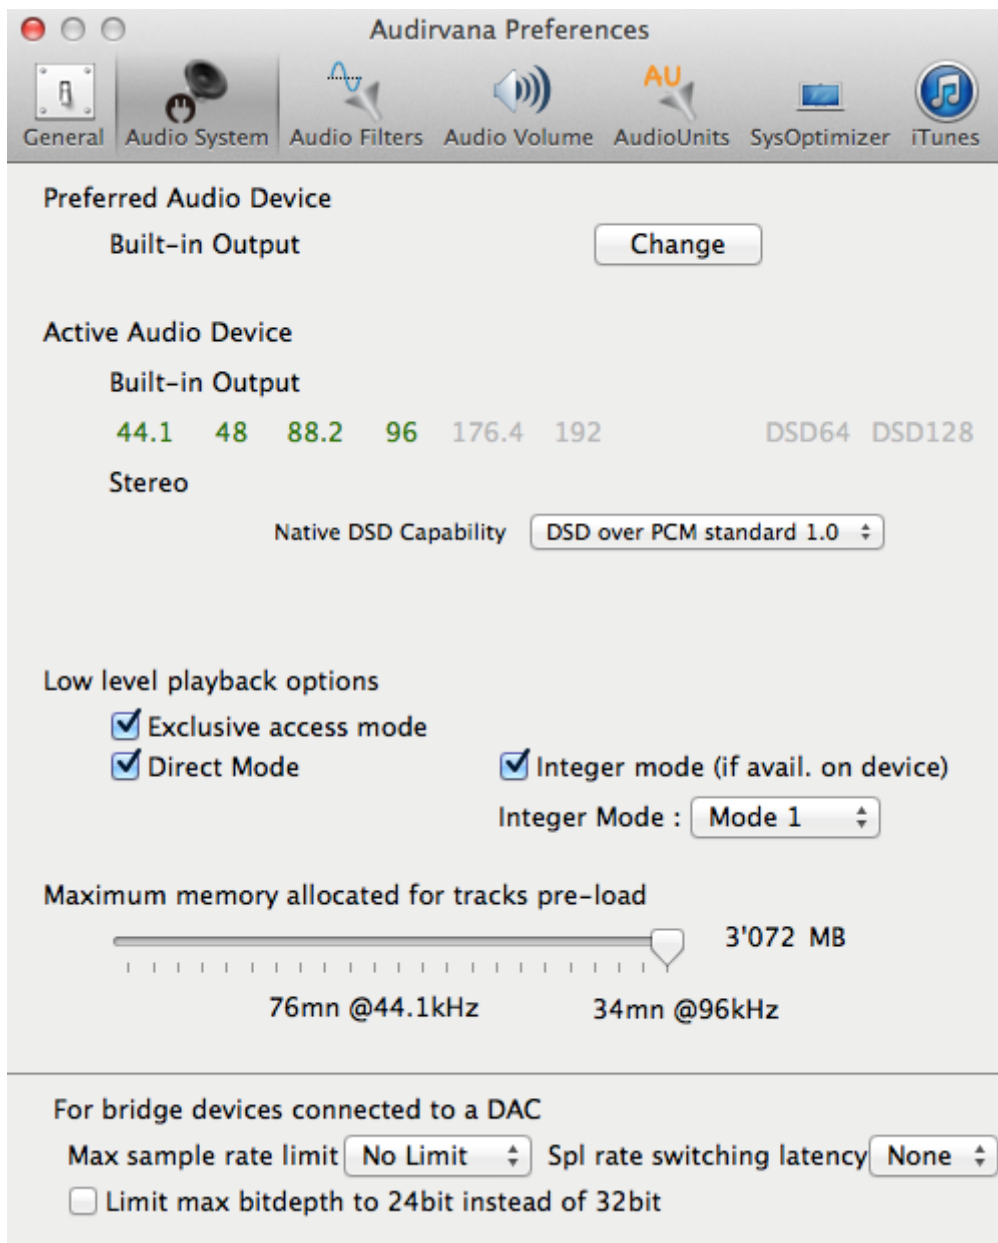 Audirvana Preferences
AU
General Audio System Audio Filters Audio Volume AudioUnits SysOptimizer iTunes
Preferred Audio Device
Built-in Output Change
Active Audio Device
Built-in Output
44.1 48 88.2 96 176.4 192 DSD64 DSD128
Stereo
Native DSD Capability DSD over PCM standard 1.0
Low level playback options
Exclusive access mode
Direct Mode Integer mode (if avail. on device)
Integer Mode : Mode 1
Maximum memory allocated for tracks pre-load
3'072 MB
76mn @44.1kHz 34mn @96kHz
For bridge devices connected to a DAC
Max sample rate limit No Limit Spl rate switching latency None
Limit max bitdepth to 24bit instead of 32bit